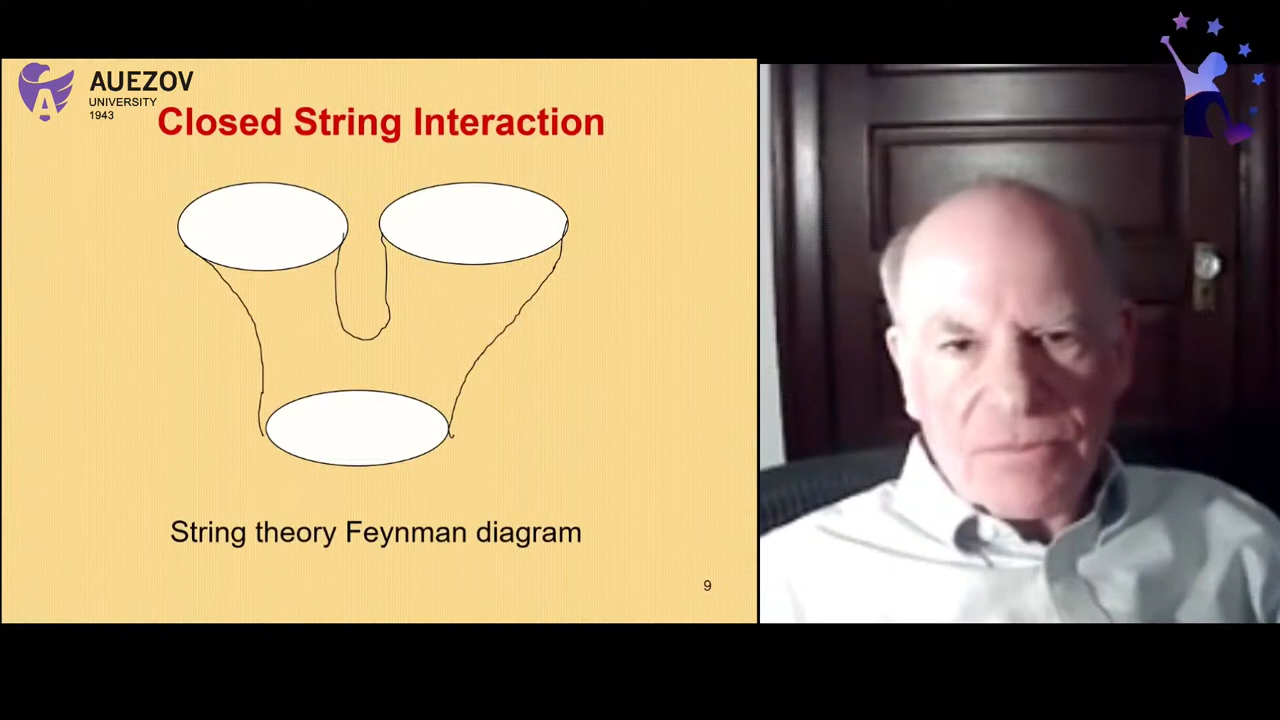 AUEZOV
UNIVERSITY
1943
Closed String Interaction
String theory Feynman diagram
9